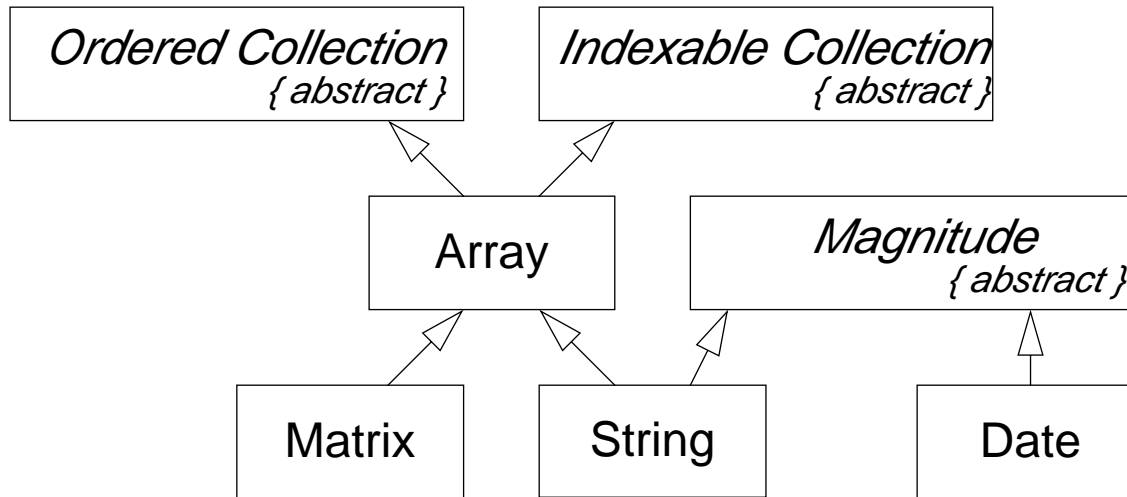 Ordered Collection
{ abstract }
Indexable Collection
{ abstract }
Array
Magnitude
{ abstract }
Matrix
String
Date